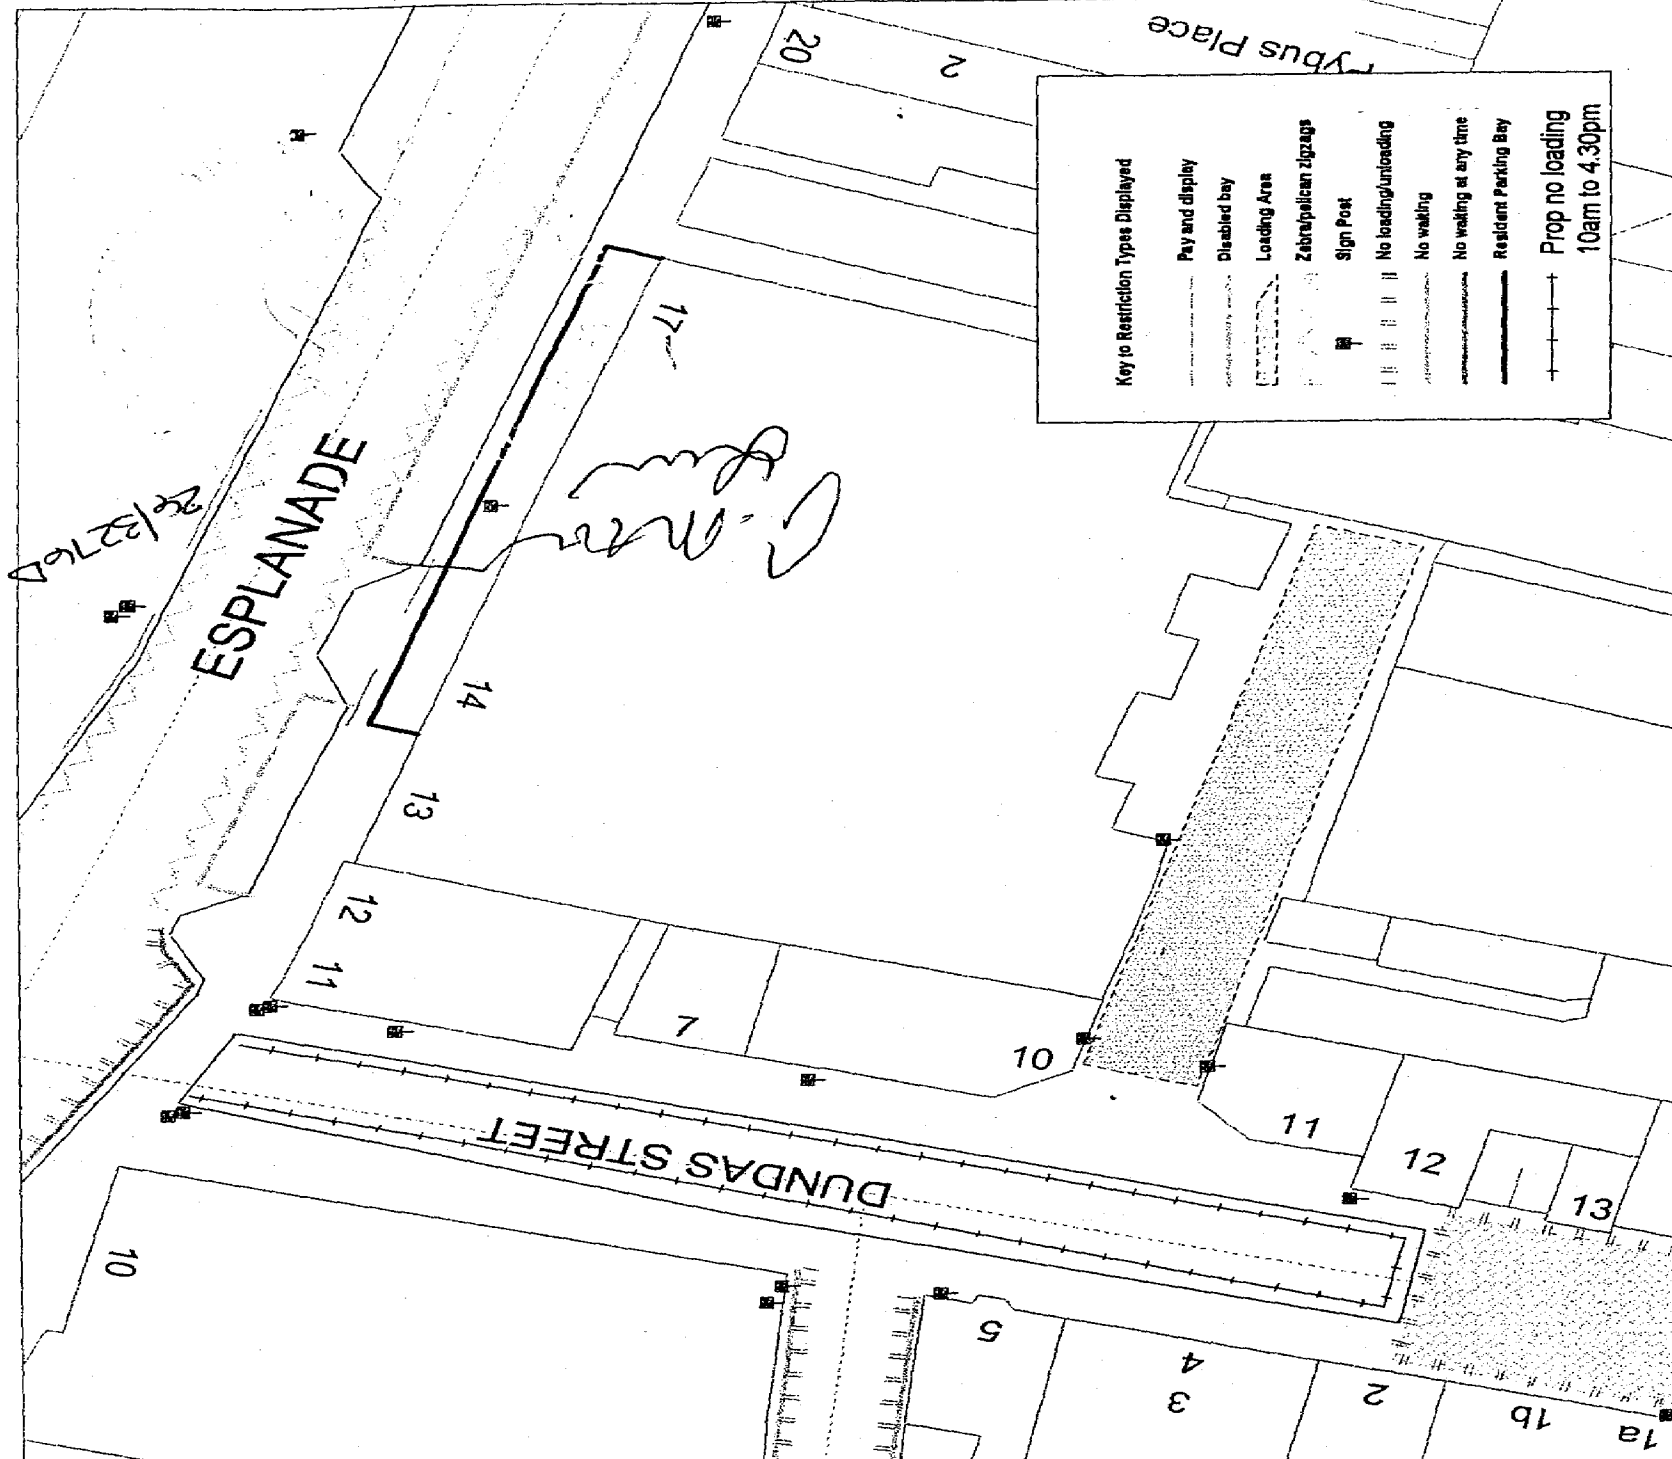 Pybus Place
20
2
Key to Restriction Types Displayed
Pay and display
Disabled bay
Loading Area
Zebra/pelican zigzags
Sign Post
No loading/unloading
No waiting
No waiting at any time
Resident Parking Bay
Prop no loading
10am to 4.30pm
ESPLANADE
17
14
13
12
11
7
10
11
12
13
DUNDAS STREET
10
5
4
3
2
1b
1a